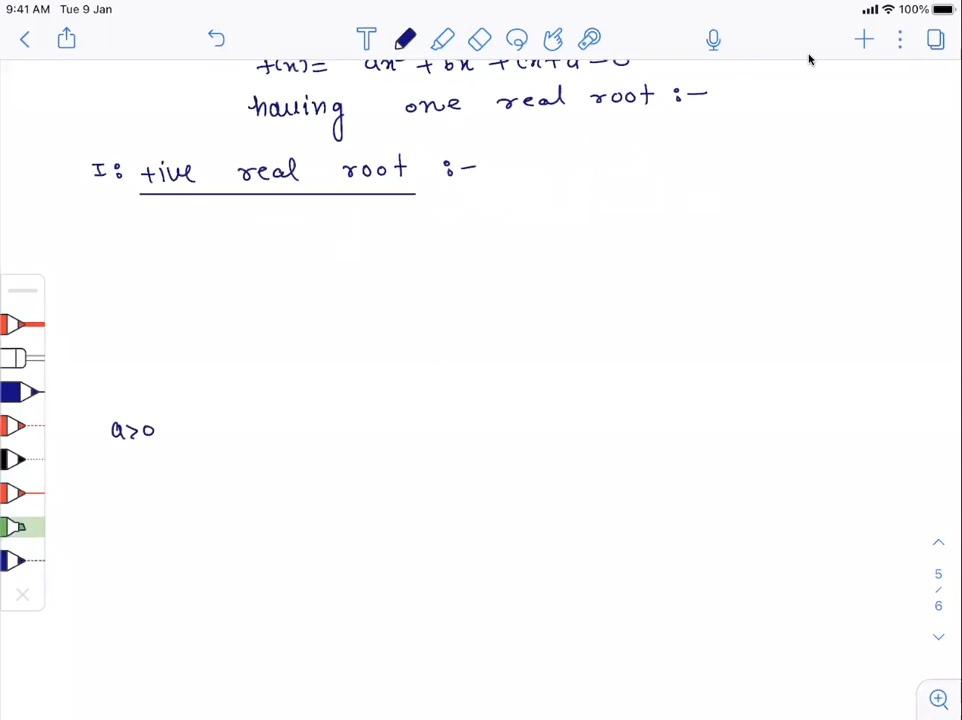 9:41 AM Tue 9 Jan
100%
having one real root :-
I: +ive real root :-
a>0
5
/
6